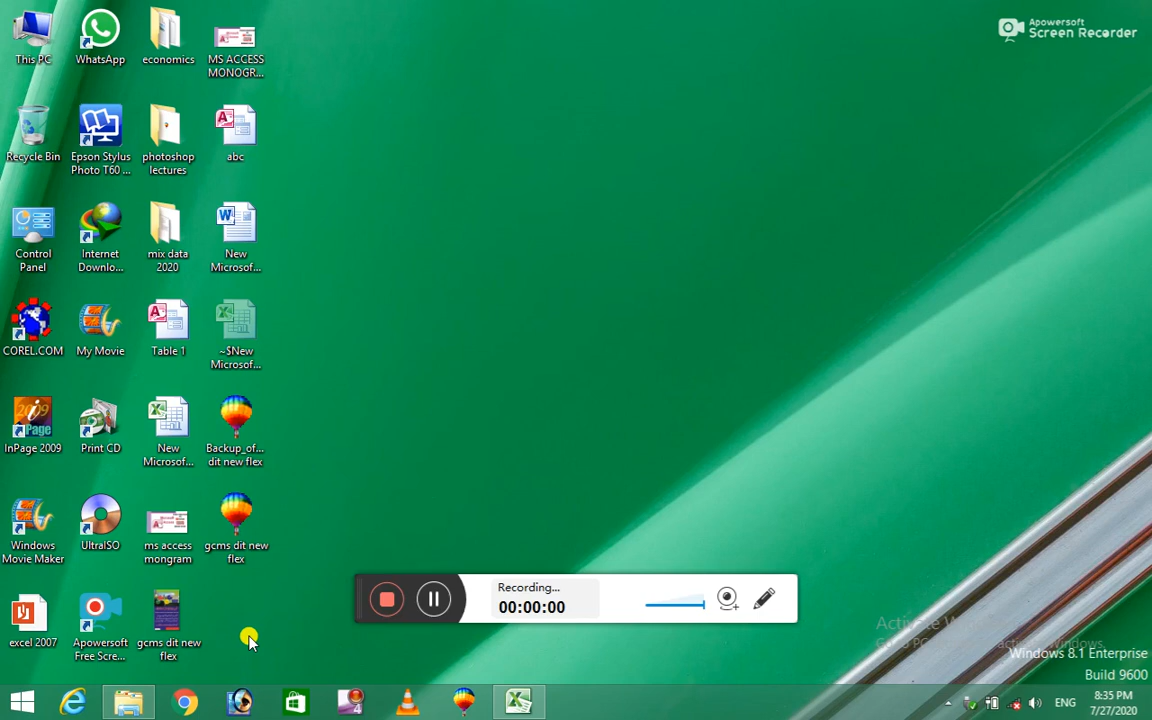 Apowersoft
Screen Recorder
This PC
WhatsApp
economics
MS ACCESS
MONOGR...
Recycle Bin
Epson Stylus
Photo T60 ...
photoshop
lectures
abc
Control
Panel
Internet
Downlo...
mix data
2020
New
Microsof...
COREL.COM
My Movie
Table 1
~$New
Microsof...
InPage 2009
Print CD
New
Microsof...
Backup_of...
dit new flex
Windows
Movie Maker
UltraISO
ms access
mongram
gcms dit new
flex
excel 2007
Apowersoft
Free Scre...
gcms dit new
flex
Recording...
00:00:00
Activate W
Windows 8.1 Enterprise
Build 9600
ENG
8:35 PM
7/27/2020